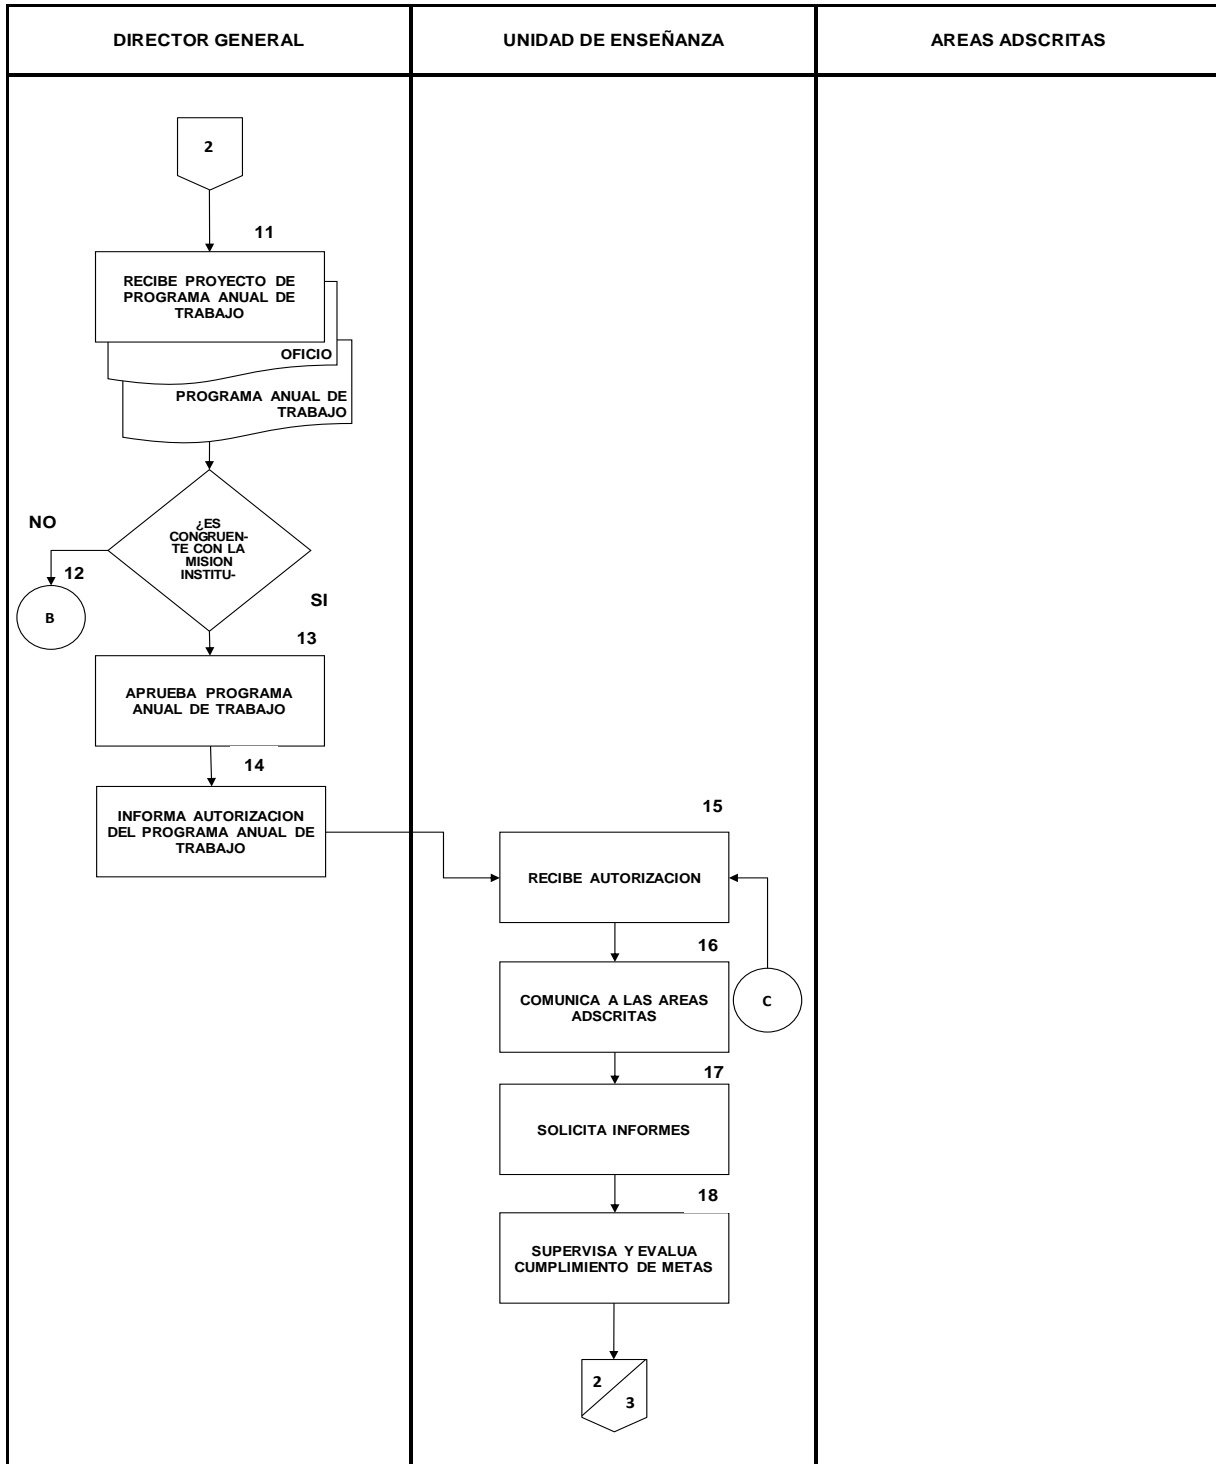 DIRECTOR GENERAL
UNIDAD DE ENSEÑANZA
AREAS ADSCRITAS
2
11
RECIBE PROYECTO DE
PROGRAMA ANUAL DE
TRABAJO
OFICIO
PROGRAMA ANUAL DE
TRABAJO
¿ES
CONGRUEN-
TE CON LA
MISION
INSTITU-
NO
12
B
SI
13
APRUEBA PROGRAMA
ANUAL DE TRABAJO
14
INFORMA AUTORIZACION
DEL PROGRAMA ANUAL DE
TRABAJO
15
RECIBE AUTORIZACION
16
COMUNICA A LAS AREAS
ADSCRITAS
C
17
SOLICITA INFORMES
18
SUPERVISA Y EVALUA
CUMPLIMIENTO DE METAS
2
3